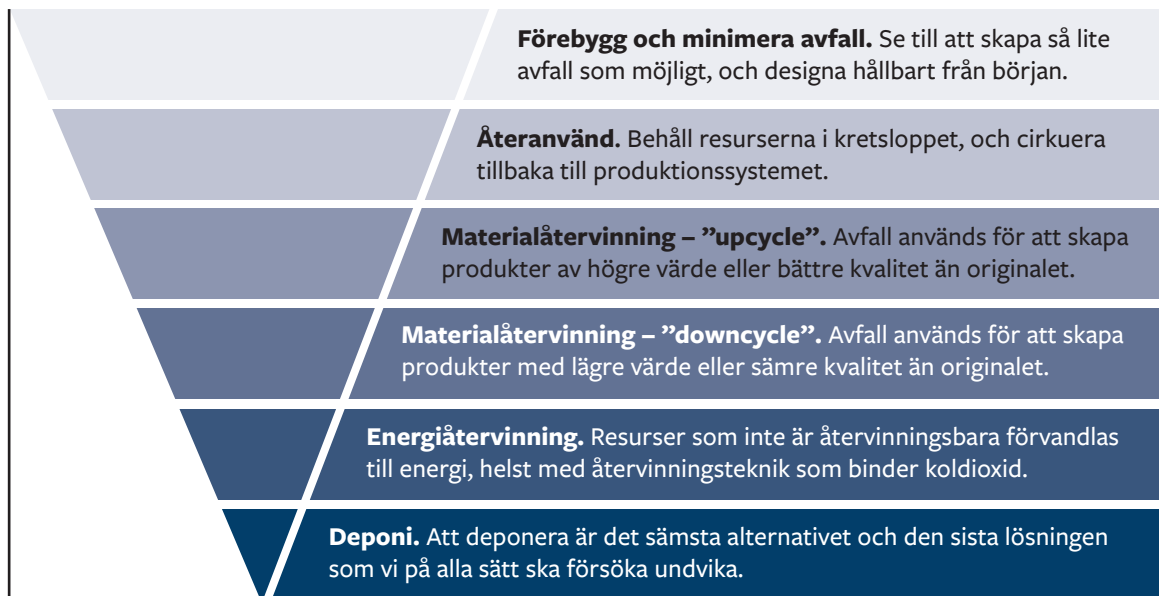 Förebygg och minimera avfall. Se till att skapa så lite
avfall som möjligt, och designa hållbart från början.
Återanvänd. Behåll resurserna i kretsloppet, och cirkuera
tillbaka till produktionssystemet.
Materialåtervinning – ”upcycle”. Avfall används för att skapa
produkter av högre värde eller bättre kvalitet än originalet.
Materialåtervinning – ”downcycle”. Avfall används för att skapa
produkter med lägre värde eller sämre kvalitet än originalet.
Energiåtervinning. Resurser som inte är återvinningsbara förvandlas
till energi, helst med återvinningsteknik som binder koldioxid.
Deponi. Att deponera är det sämsta alternativet och den sista lösningen
som vi på alla sätt ska försöka undvika.